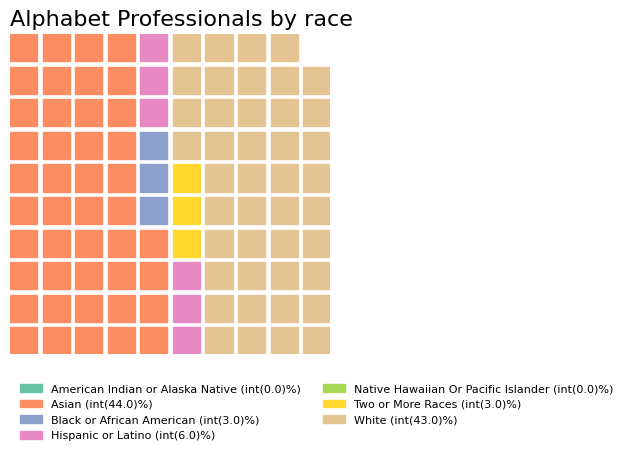 Alphabet Professionals by race
American Indian or Alaska Native (int(0.0)%)
Asian (int(44.0)%)
Black or African American (int(3.0)%)
Hispanic or Latino (int(6.0)%)
Native Hawaiian Or Pacific Islander (int(0.0)%)
Two or More Races (int(3.0)%)
White (int(43.0)%)